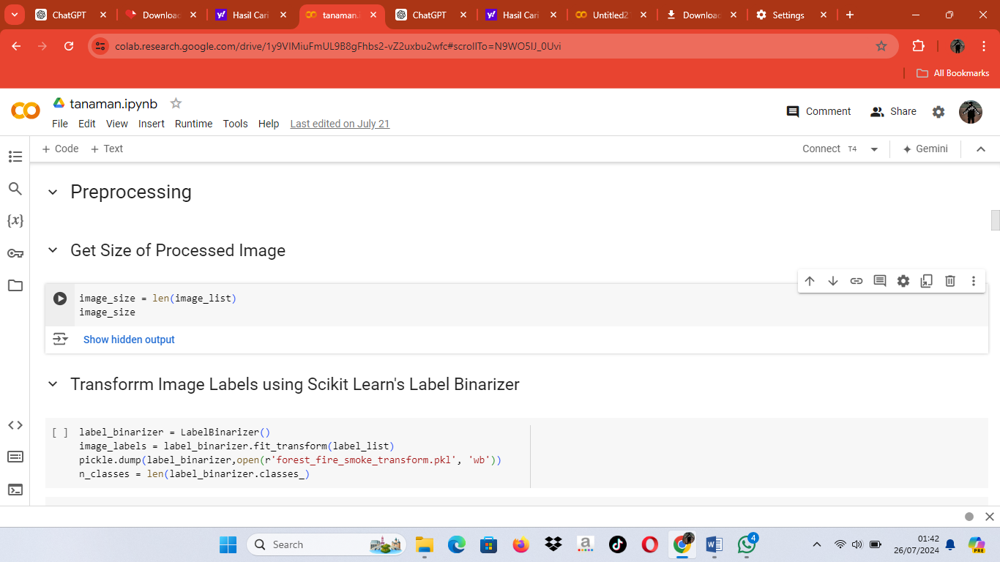 ChatGPT
Download
Hasil Cari
tanaman.
ChatGPT
Hasil Cari
Untitled2
Download
Settings
colab.research.google.com/drive/1y9VIMiuFmUL9B8gFhbs2-vZ2uxbu2wfc#scrollTo=N9WO5IJ_0Uvi
All Bookmarks
tanaman.ipynb
File Edit View Insert Runtime Tools Help Last edited on July 21
Comment Share
+ Code + Text
Connect T4 Gemini
Preprocessing
Get Size of Processed Image
image_size = len(image_list)
image_size
Show hidden output
Transforrm Image Labels using Scikit Learn's Label Binarizer
[ ] label_binarizer = LabelBinarizer()
image_labels = label_binarizer.fit_transform(label_list)
pickle.dump(label_binarizer,open(r'forest_fire_smoke_transform.pkl', 'wb'))
n_classes = len(label_binarizer.classes_)
Search
4
01:42
26/07/2024
PRE